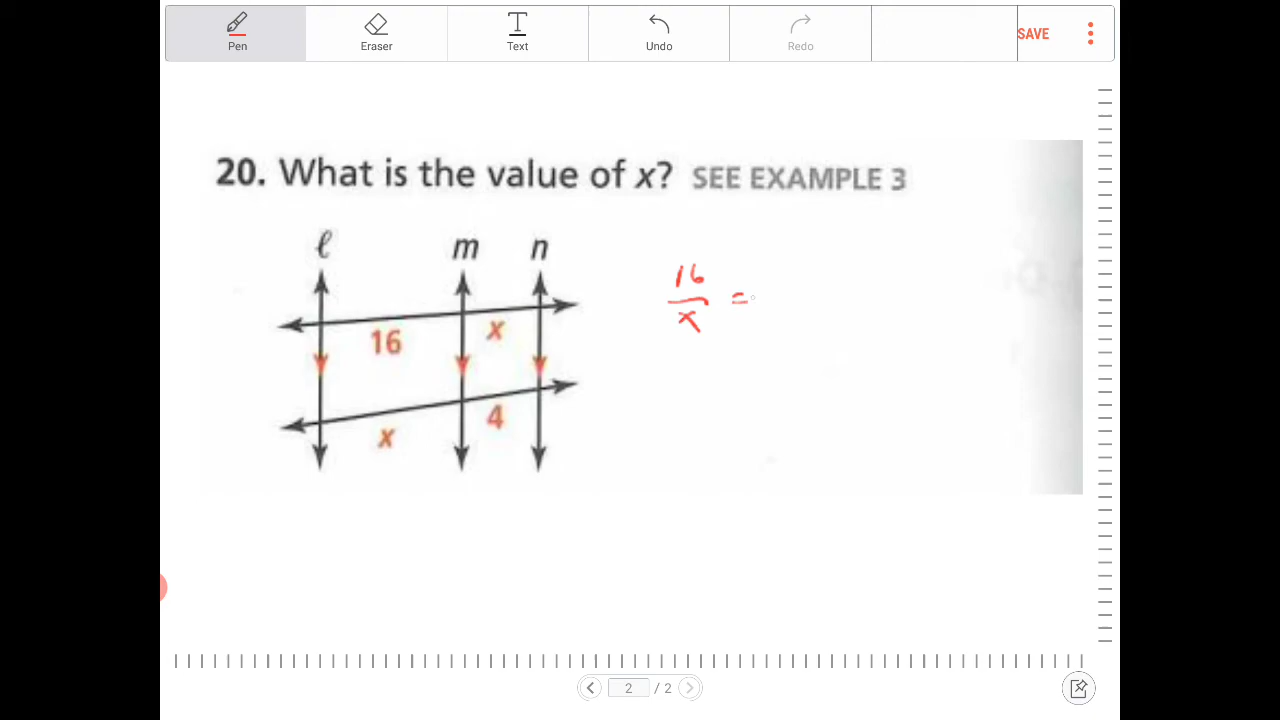 Pen Eraser Text Undo Redo SAVE
20. What is the value of x? SEE EXAMPLE 3
ℓ m n
16 x
x 4
16
x
=
2 / 2